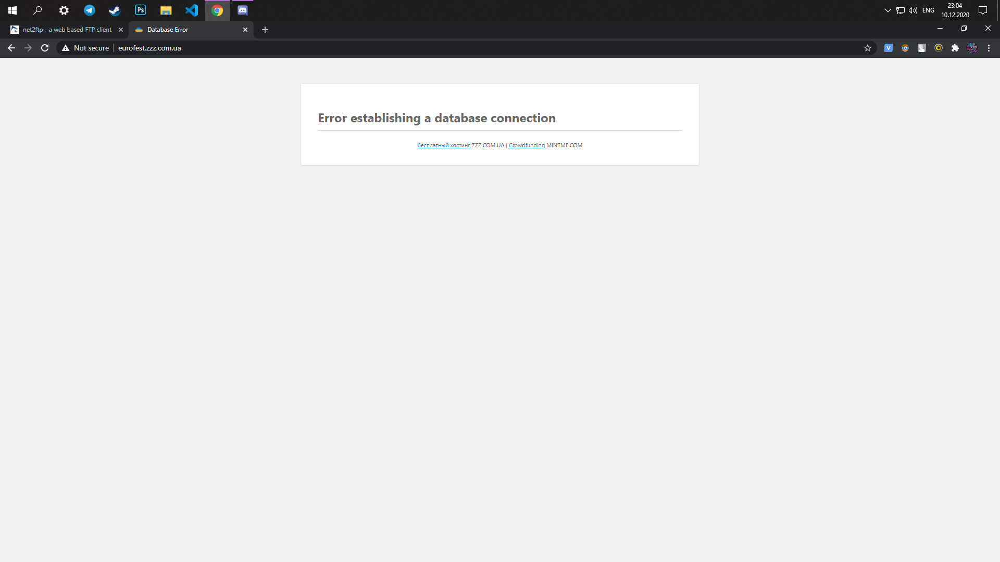 Ps
ENG
23:04
10.12.2020
net2ftp - a web based FTP client
Database Error
Not secure
eurofest.zzz.com.ua
V
Error establishing a database connection
бесплатный хостинг ZZZ.COM.UA | Crowdfunding MINTME.COM